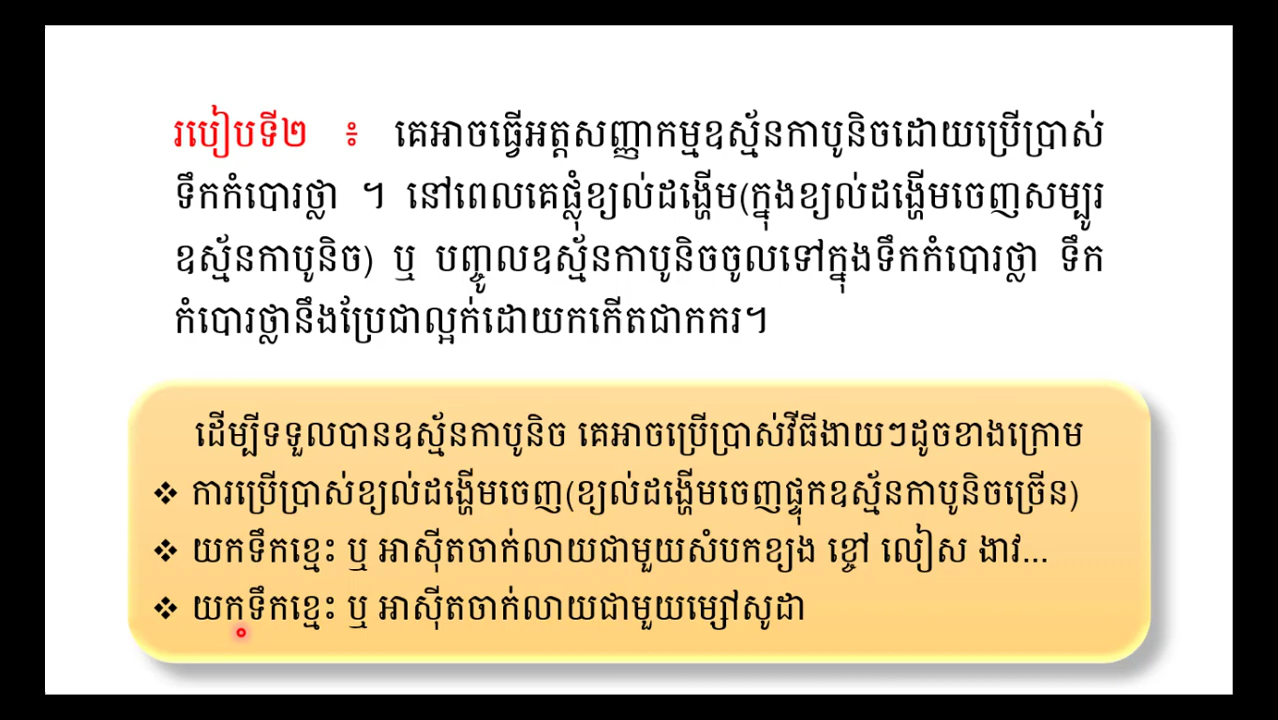 របៀបទី២ ៖ គេអាចធ្វើអត្តសញ្ញាកម្មឧស្ម័នកាបូនិចដោយប្រើប្រាស់
ទឹកកំបោរថ្លា ។ នៅពេលគេផ្លុំខ្យល់ដង្ហើម(ក្នុងខ្យល់ដង្ហើមចេញសម្បូរ
ឧស្ម័នកាបូនិច) ឬ បញ្ចូលឧស្ម័នកាបូនិចចូលទៅក្នុងទឹកកំបោរថ្លា ទឹក
កំបោរថ្លានឹងប្រែជាល្អក់ដោយកកើតជាកករ។
ដើម្បីទទួលបានឧស្ម័នកាបូនិច គេអាចប្រើប្រាស់វីធីងាយៗដូចខាងក្រោម
❖ ការប្រើប្រាស់ខ្យល់ដង្ហើមចេញ(ខ្យល់ដង្ហើមចេញផ្ទុកឧស្ម័នកាបូនិចច្រើន)
❖ យកទឹកខ្មេះ ឬ អាស៊ីតចាក់លាយជាមួយសំបកខ្យង ខ្ចៅ លៀស ងាវ...
❖ យកទឹកខ្មេះ ឬ អាស៊ីតចាក់លាយជាមួយម្សៅសូដា